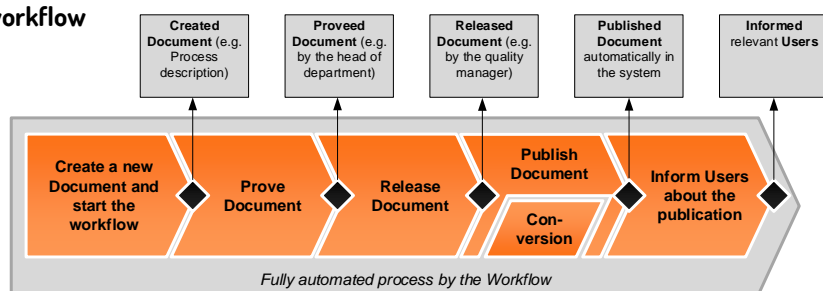 workflow
Created
Document (e.g.
Process
description)
Proveed
Document (e.g.
by the head of
department)
Released
Document (e.g.
by the quality
manager)
Published
Document
automatically in
the system
Informed
relevant Users
Create a new
Document and
start the
workflow
Prove
Document
Release
Document
Publish
Document
Con-
version
Inform Users
about the
publication
Fully automated process by the Workflow